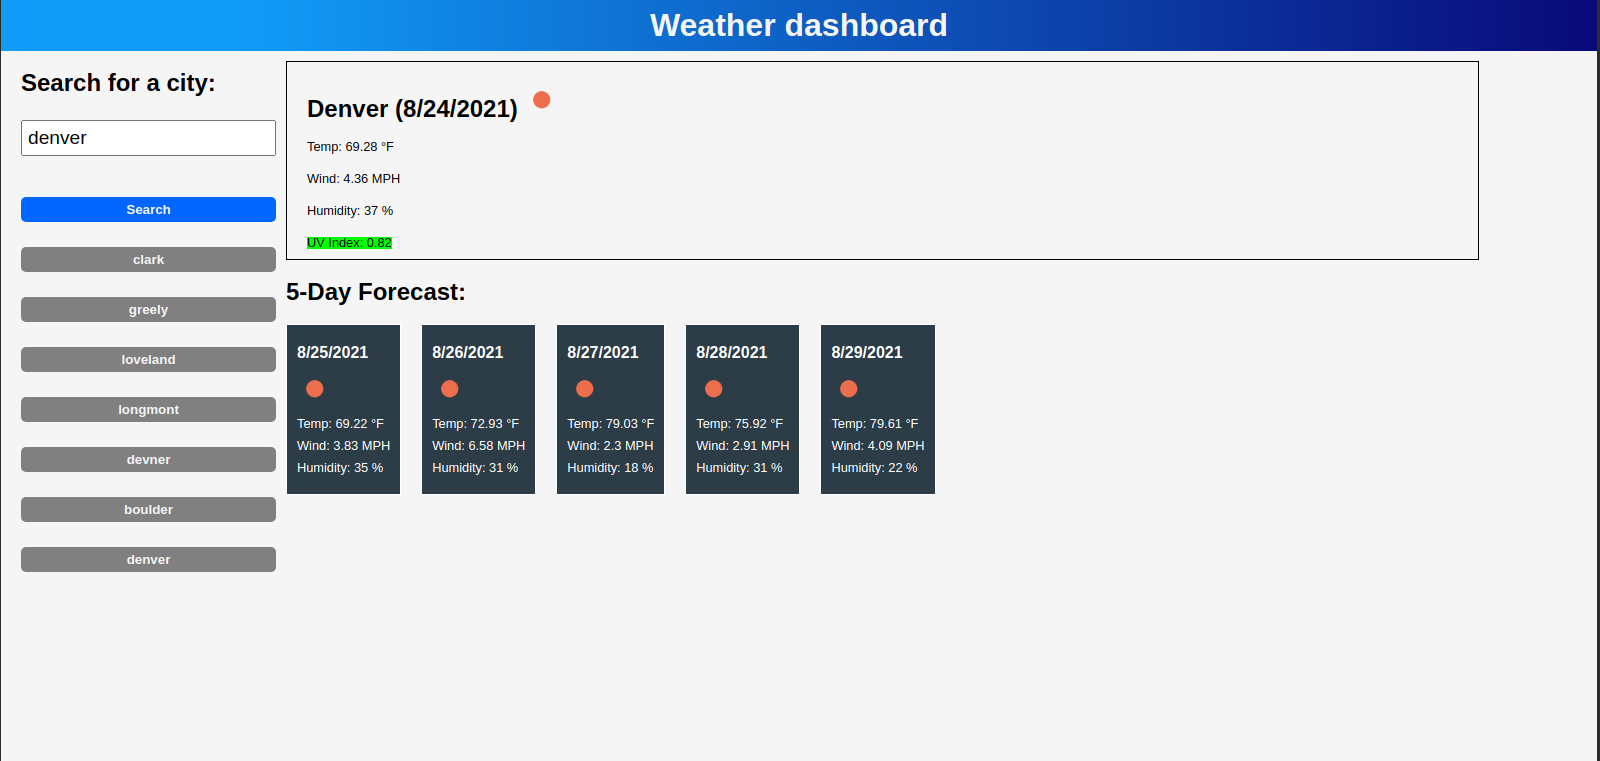 Weather dashboard
Search for a city:
denver
Search
clark
greely
loveland
longmont
devner
boulder
denver
Denver (8/24/2021)
Temp: 69.28 °F
Wind: 4.36 MPH
Humidity: 37 %
UV Index: 0.82
5-Day Forecast:
8/25/2021
Temp: 69.22 °F
Wind: 3.83 MPH
Humidity: 35 %
8/26/2021
Temp: 72.93 °F
Wind: 6.58 MPH
Humidity: 31 %
8/27/2021
Temp: 79.03 °F
Wind: 2.3 MPH
Humidity: 18 %
8/28/2021
Temp: 75.92 °F
Wind: 2.91 MPH
Humidity: 31 %
8/29/2021
Temp: 79.61 °F
Wind: 4.09 MPH
Humidity: 22 %